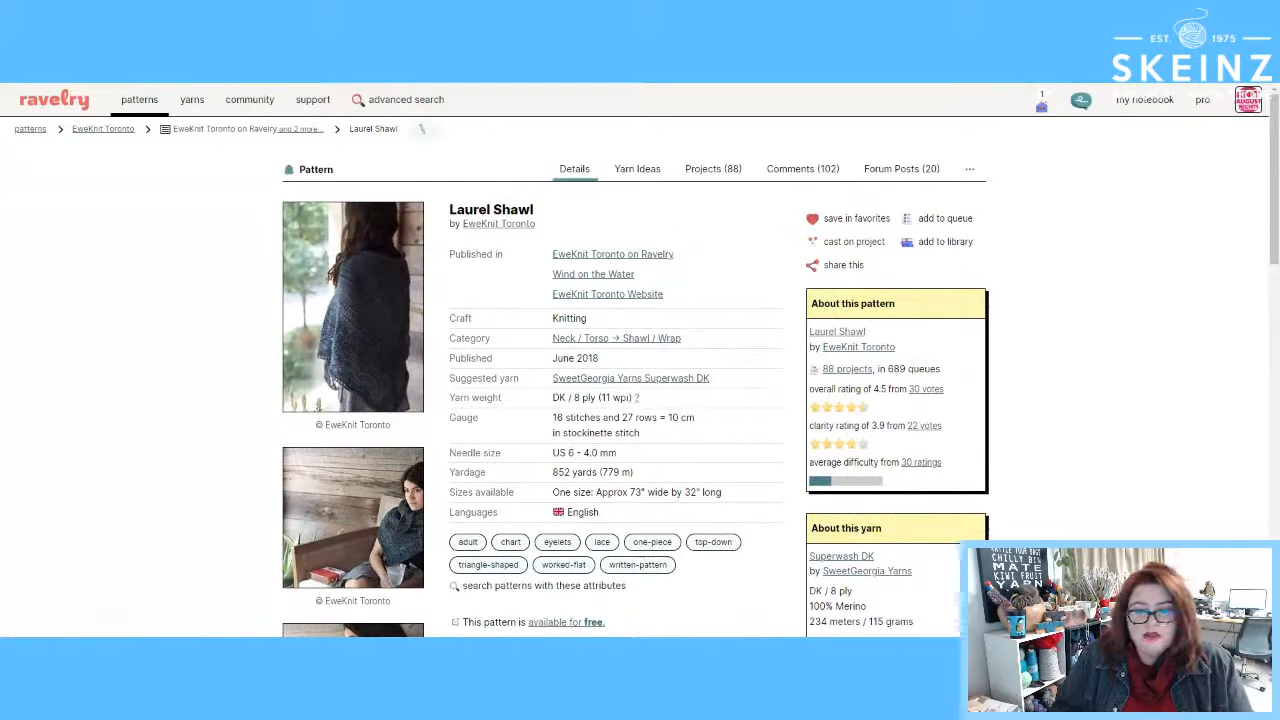 EST. 1975
SKEINZ
ravelry
patterns
yarns
community
support
advanced search
1
my notebook
pro
AUGUST
NIGHTS
patterns
EweKnit Toronto
EweKnit Toronto on Ravelry and 2 more...
Laurel Shawl
Pattern
Details
Yarn Ideas
Projects (88)
Comments (102)
Forum Posts (20)
Laurel Shawl
by EweKnit Toronto
Published in
EweKnit Toronto on Ravelry
Wind on the Water
EweKnit Toronto Website
Craft
Knitting
Category
Neck / Torso → Shawl / Wrap
Published
June 2018
Suggested yarn
SweetGeorgia Yarns Superwash DK
Yarn weight
DK / 8 ply (11 wpi) ?
Gauge
16 stitches and 27 rows = 10 cm
in stockinette stitch
Needle size
US 6 - 4.0 mm
Yardage
852 yards (779 m)
Sizes available
One size: Approx 73" wide by 32" long
Languages
English
adult
chart
eyelets
lace
one-piece
top-down
triangle-shaped
worked-flat
written-pattern
search patterns with these attributes
This pattern is available for free.
© EweKnit Toronto
© EweKnit Toronto
save in favorites
add to queue
cast on project
add to library
share this
About this pattern
Laurel Shawl
by EweKnit Toronto
88 projects, in 689 queues
overall rating of 4.5 from 30 votes
clarity rating of 3.9 from 22 votes
average difficulty from 30 ratings
About this yarn
Superwash DK
by SweetGeorgia Yarns
DK / 8 ply
100% Merino
234 meters / 115 grams
CHILLY BIN
MATE
KIWI FRUIT
YARN